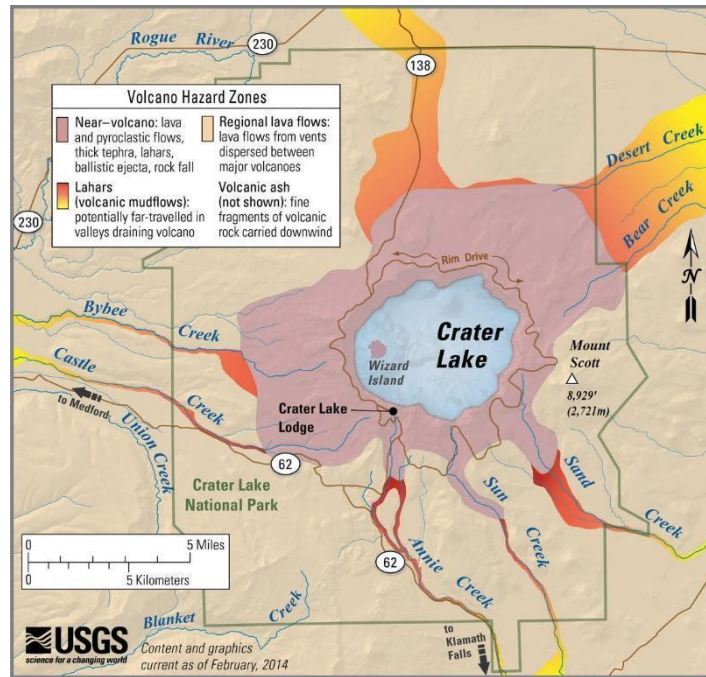 Rogue River
230
230
138
Volcano Hazard Zones
Near–volcano: lava
and pyroclastic flows,
thick tephra, lahars,
ballistic ejecta, rock fall
Regional lava flows:
lava flows from vents
dispersed between
major volcanoes
Lahars
(volcanic mudflows):
potentially far-travelled in
valleys draining volcano
Volcanic ash
(not shown): fine
fragments of volcanic
rock carried downwind
230
Desert Creek
Bear Creek
N
Rim Drive
Bybee Creek
Crater
Lake
Wizard
Island
Mount
Scott
8,929'
(2,721m)
Castle Creek
to Medford
Union Creek
Crater Lake
Lodge
62
Crater Lake
National Park
Sand Creek
Sun Creek
Annie Creek
62
0 5 Miles
0 5 Kilometers
Blanket Creek
to
Klamath
Falls
USGS
science for a changing world
Content and graphics
current as of February, 2014